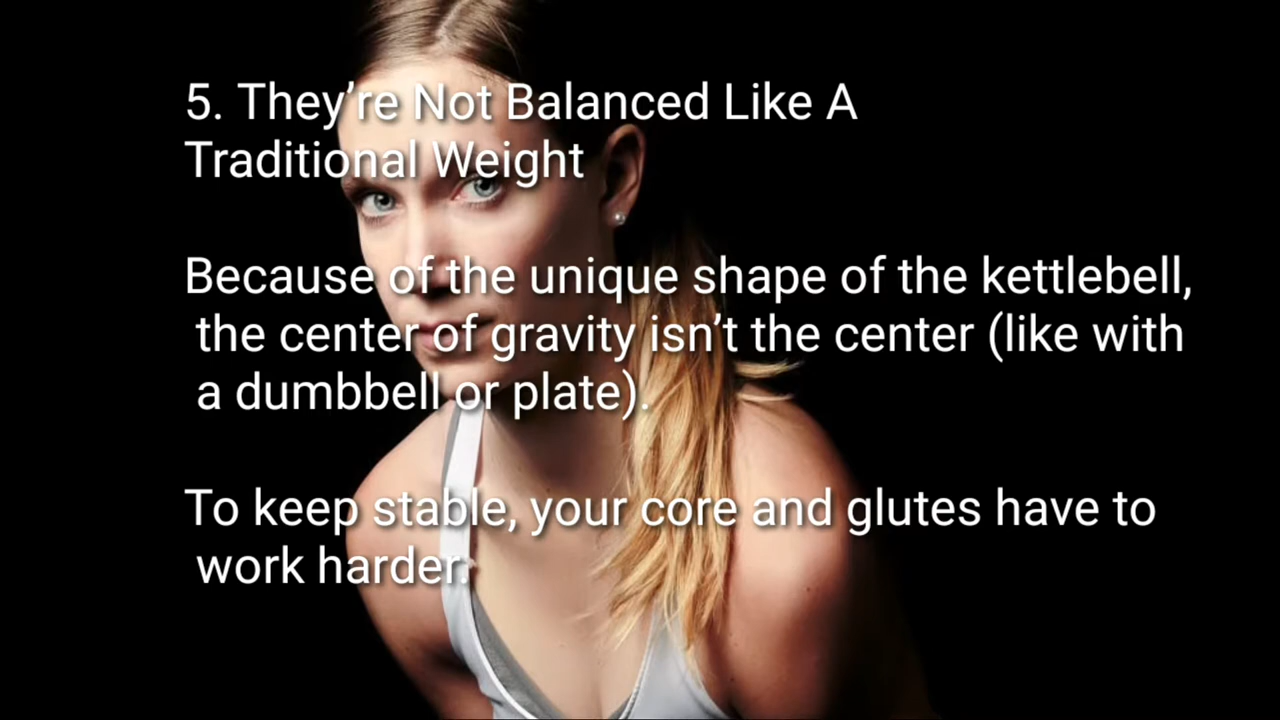 5. They’re Not Balanced Like A
Traditional Weight
Because of the unique shape of the kettlebell,
the center of gravity isn’t the center (like with
a dumbbell or plate).
To keep stable, your core and glutes have to
work harder.